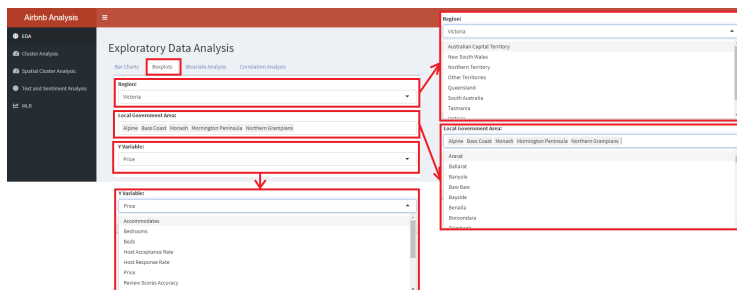 Airbnb Analysis
EDA
Cluster Analysis
Spatial Cluster Analysis
Text and Sentiment Analysis
MLR
Exploratory Data Analysis
Bar Charts Boxplots Bivariate Analysis Correlation Analysis
Region:
Victoria
Local Government Area:
Alpine Bass Coast Monash Mornington Peninsula Northern Grampians
Y Variable:
Price
Y Variable:
Price
Accommodates
Bedrooms
Beds
Host Acceptance Rate
Host Response Rate
Price
Review Scores Accuracy
Region:
Victoria
Australian Capital Territory
New South Wales
Northern Territory
Other Territories
Queensland
South Australia
Tasmania
Victoria
Local Government Area:
Alpine Bass Coast Monash Mornington Peninsula Northern Grampians
Ararat
Ballarat
Banyule
Baw Baw
Bayside
Benalla
Boroondara